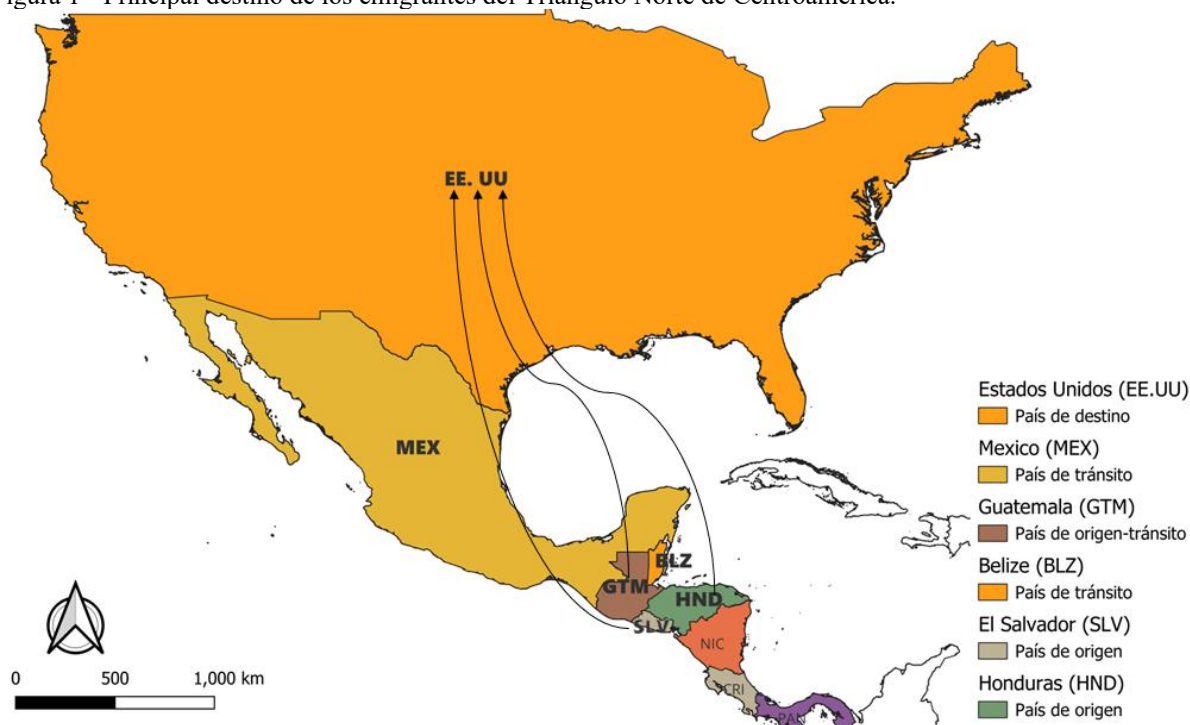 Figura 1 - Principal destino de los emigrantes del Triángulo Norte de Centroamérica.
EE. UU
MEX
BLZ
GTM
HND
SLV
NIC
CRI
PAN
Estados Unidos (EE.UU)
País de destino
Mexico (MEX)
País de tránsito
Guatemala (GTM)
País de origen-tránsito
Belize (BLZ)
País de tránsito
El Salvador (SLV)
País de origen
Honduras (HND)
País de origen
0 500 1,000 km